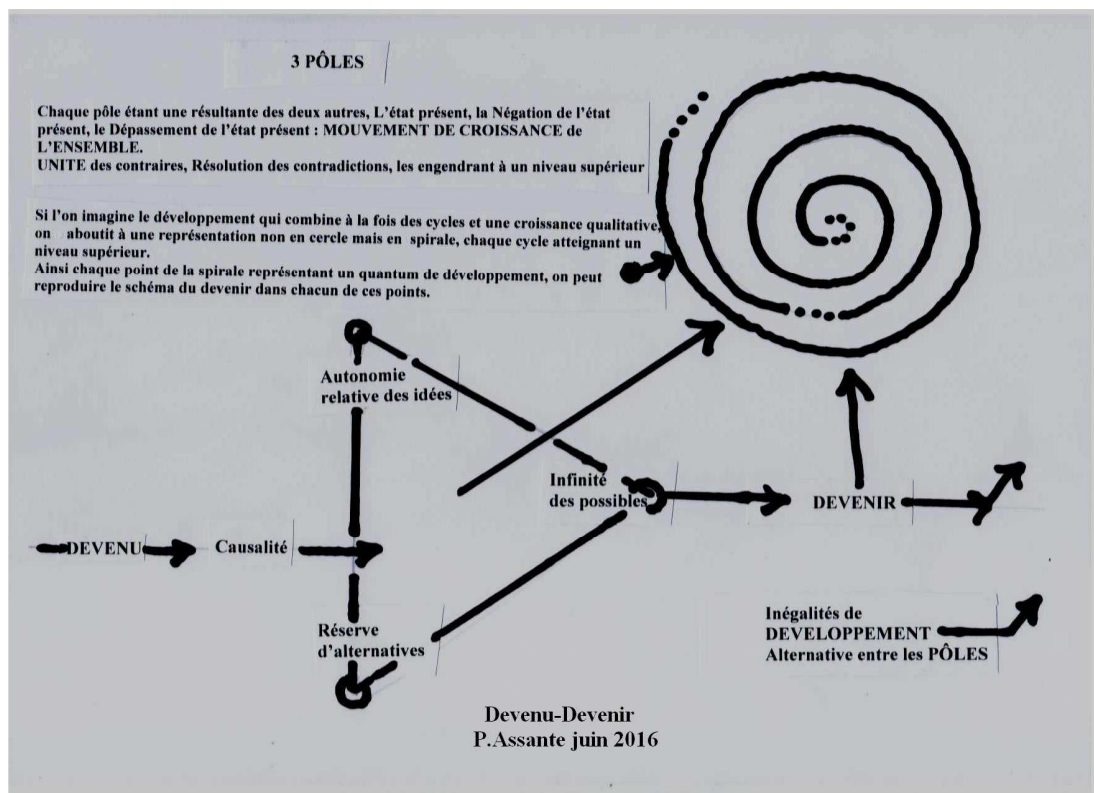 3 PÔLES
Chaque pôle étant une résultante des deux autres, L'état présent, la Négation de l'état
présent, le Dépassement de l'état présent : MOUVEMENT DE CROISSANCE de
L'ENSEMBLE.
UNITE des contraires, Résolution des contradictions, les engendrant à un niveau supérieur
Si l'on imagine le développement qui combine à la fois des cycles et une croissance qualitative,
on aboutit à une représentation non en cercle mais en spirale, chaque cycle atteignant un
niveau supérieur.
Ainsi chaque point de la spirale représentant un quantum de développement, on peut
reproduire le schéma du devenir dans chacun de ces points.
Autonomie
relative des idées
Infinité
des possibles
DEVENIR
DEVENU
Causalité
Réserve
d'alternatives
Inégalités de
DEVELOPPEMENT
Alternative entre les PÔLES
Devenu-Devenir
P.Assante juin 2016